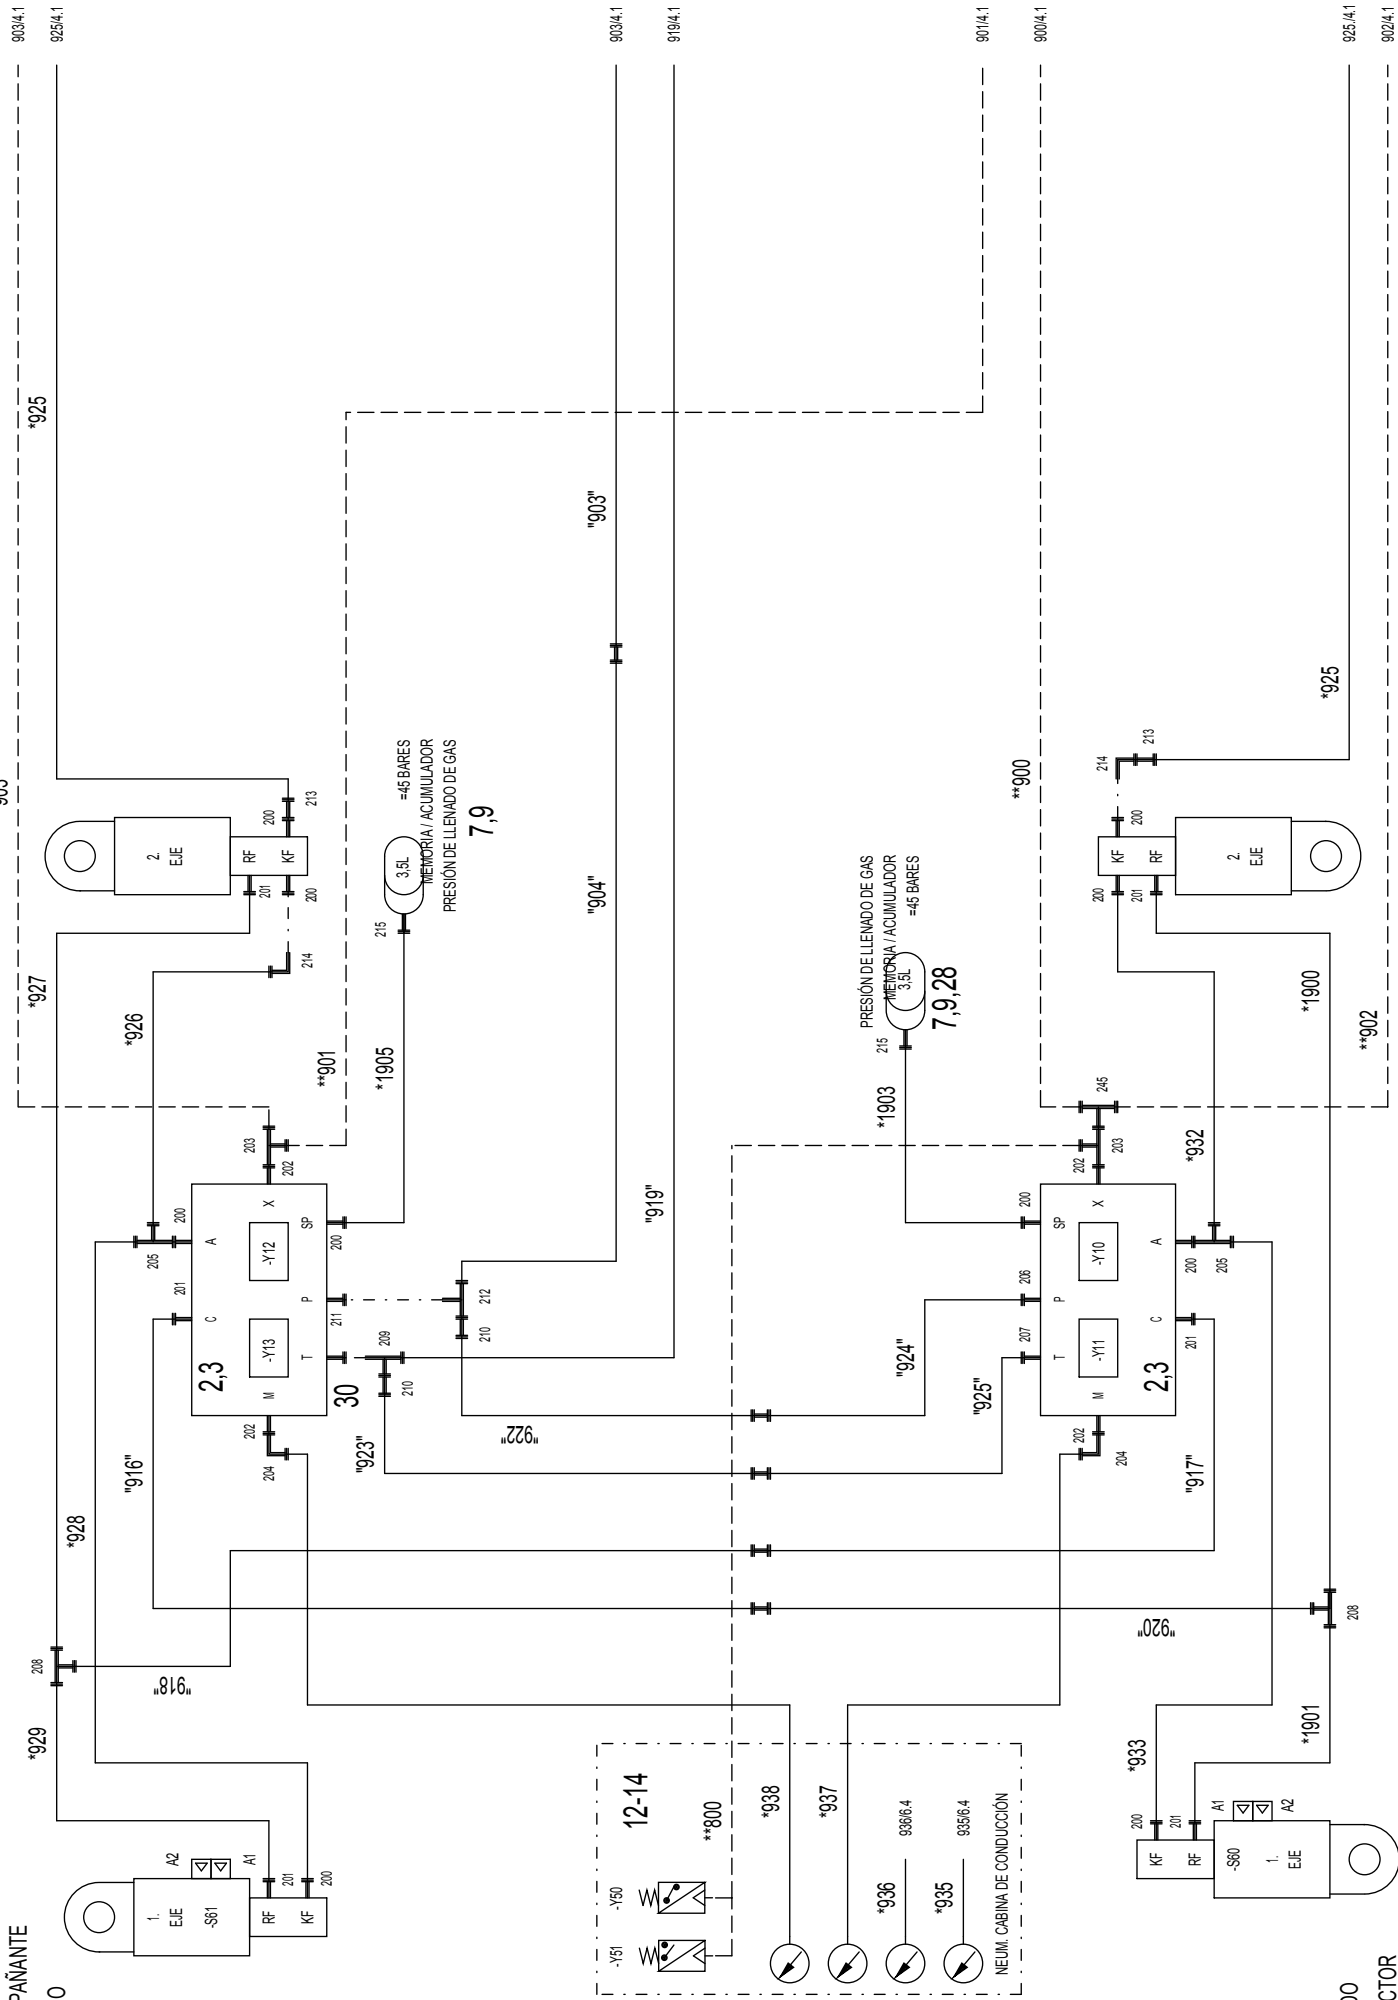 903/4.1
925/4.1
903/4.1
919/4.1
901/4.1
900/4.1
925./4.1
902/4.1
*925
"903"
"904"
*925
**900
2.
EJE
RF
KF
201
200
200
213
214
*927
*926
**901
*1905
215
3,5L
=45 BARES
MEMORIA / ACUMULADOR
PRESIÓN DE LLENADO DE GAS
7,9
PRESIÓN DE LLENADO DE GAS
MEMORIA / ACUMULADOR
=45 BARES
3,5L
7,9,28
215
*1903
214
213
200
KF
RF
200
201
2.
EJE
*1900
**902
*932
245
203
202
203
202
205
200
201
A
C
X
-Y12
-Y13
M
SP
P
T
200
211
2,3
30
202
204
209
210
212
210
"919"
"916"
"923"
"922"
"924"
"925"
200
206
207
SP
P
T
X
-Y10
-Y11
M
A
C
2,3
200
205
201
202
204
"917"
"920"
208
*928
208
"918"
*929
*1901
*933
PAÑANTE
O
1.
EJE
-S61
A2
A1
RF
KF
201
200
12-14
**800
-Y50
-Y51
*938
*937
*936
936/6.4
*935
935/6.4
NEUM. CABINA DE CONDUCCIÓN
200
201
KF
RF
-S60
1.
EJE
A1
A2
DO
CTOR